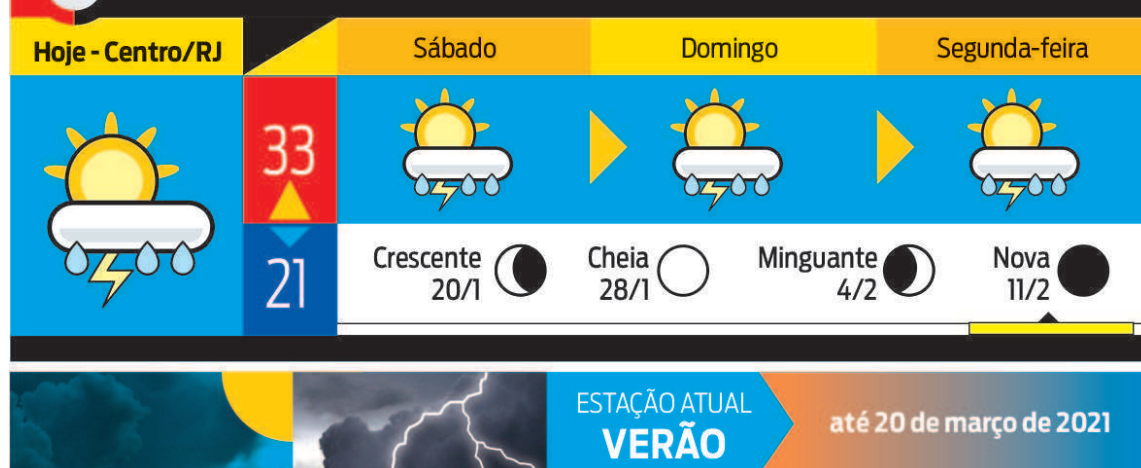 Hoje - Centro/RJ
Sábado
Domingo
Segunda-feira
33
21
Crescente
20/1
Cheia
28/1
Minguante
4/2
Nova
11/2
ESTAÇÃO ATUAL
VERÃO
até 20 de março de 2021